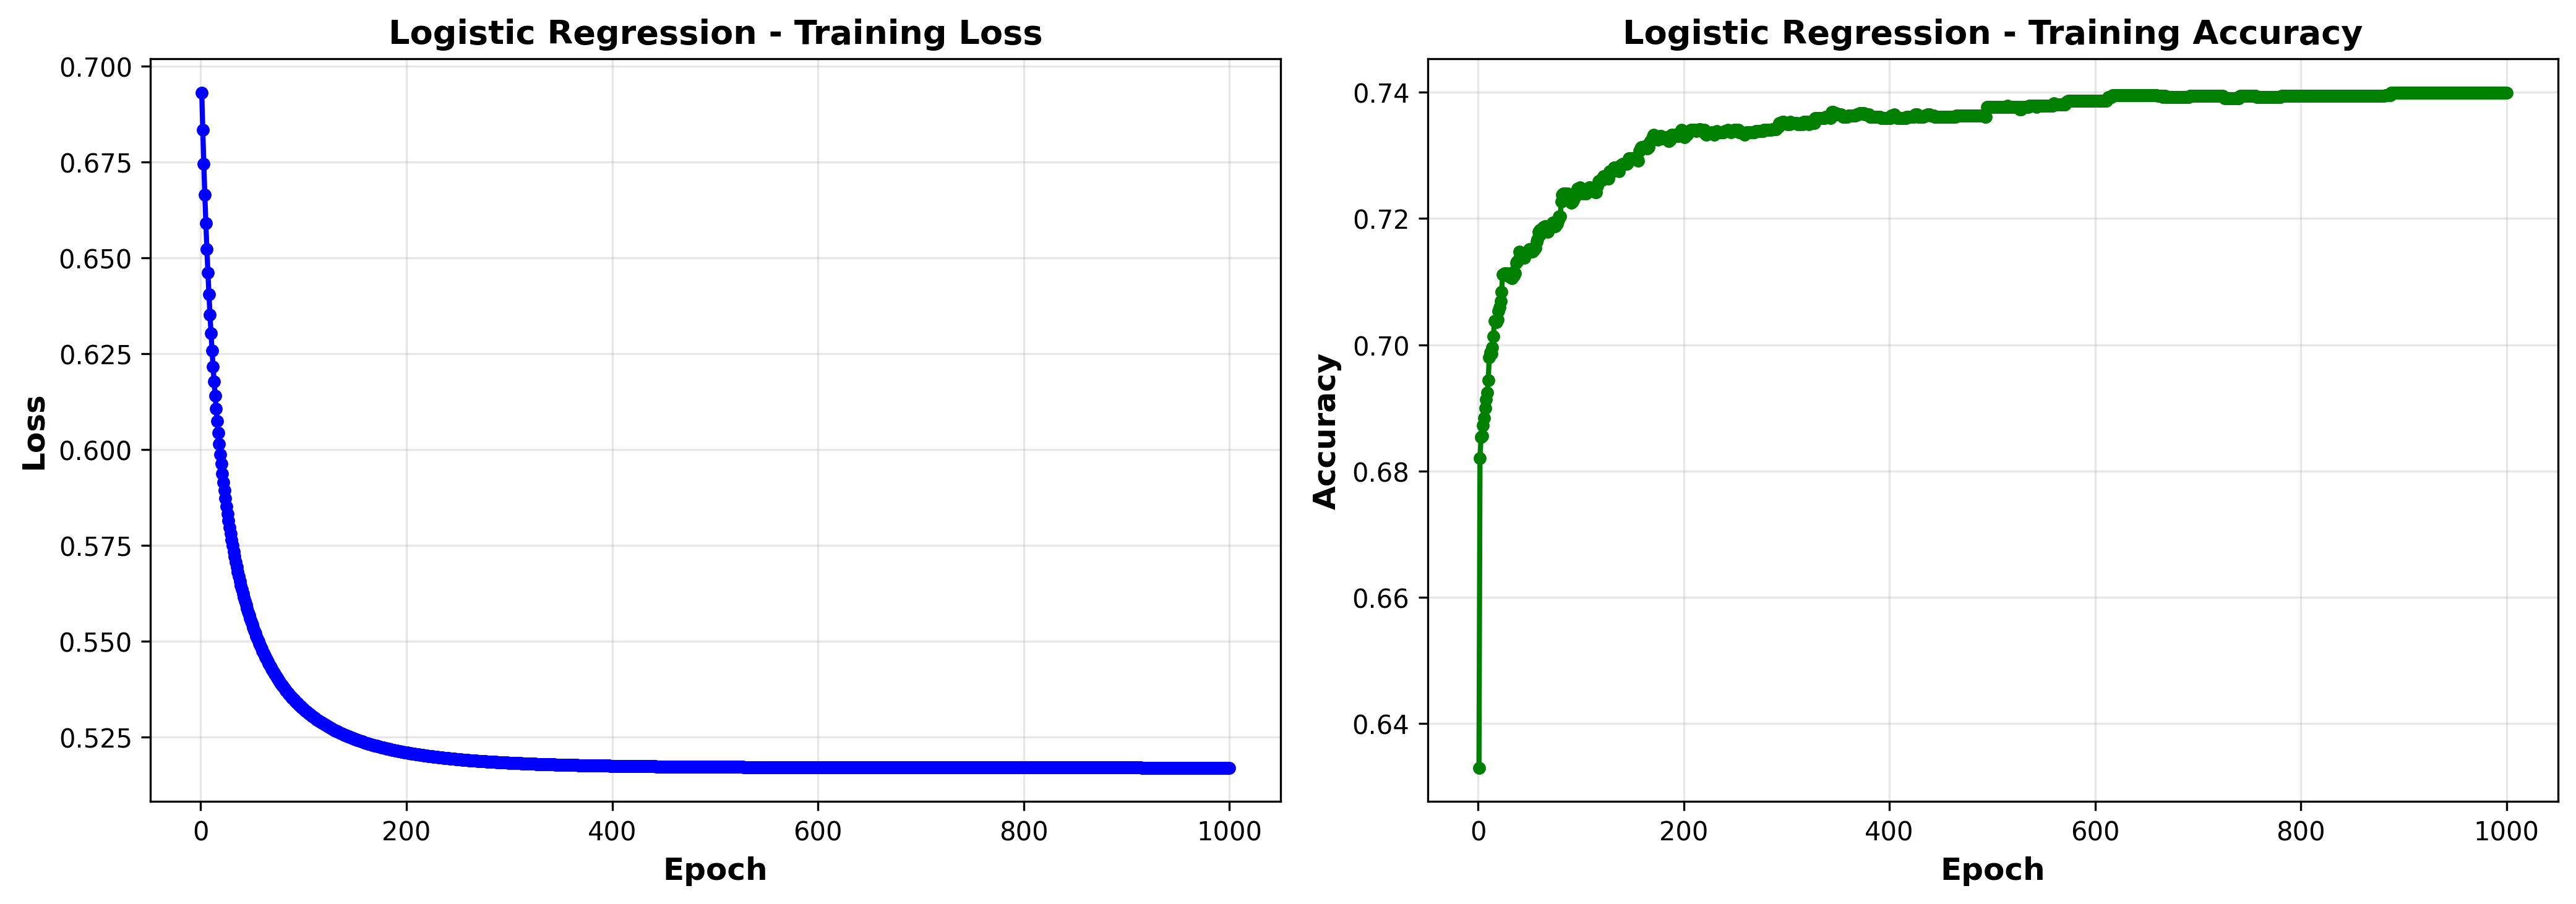 Logistic Regression - Training Loss
0.700
0.675
0.650
0.625
0.600
0.575
0.550
0.525
Loss
0 200 400 600 800 1000
Epoch
Logistic Regression - Training Accuracy
0.74
0.72
0.70
0.68
0.66
0.64
Accuracy
0 200 400 600 800 1000
Epoch